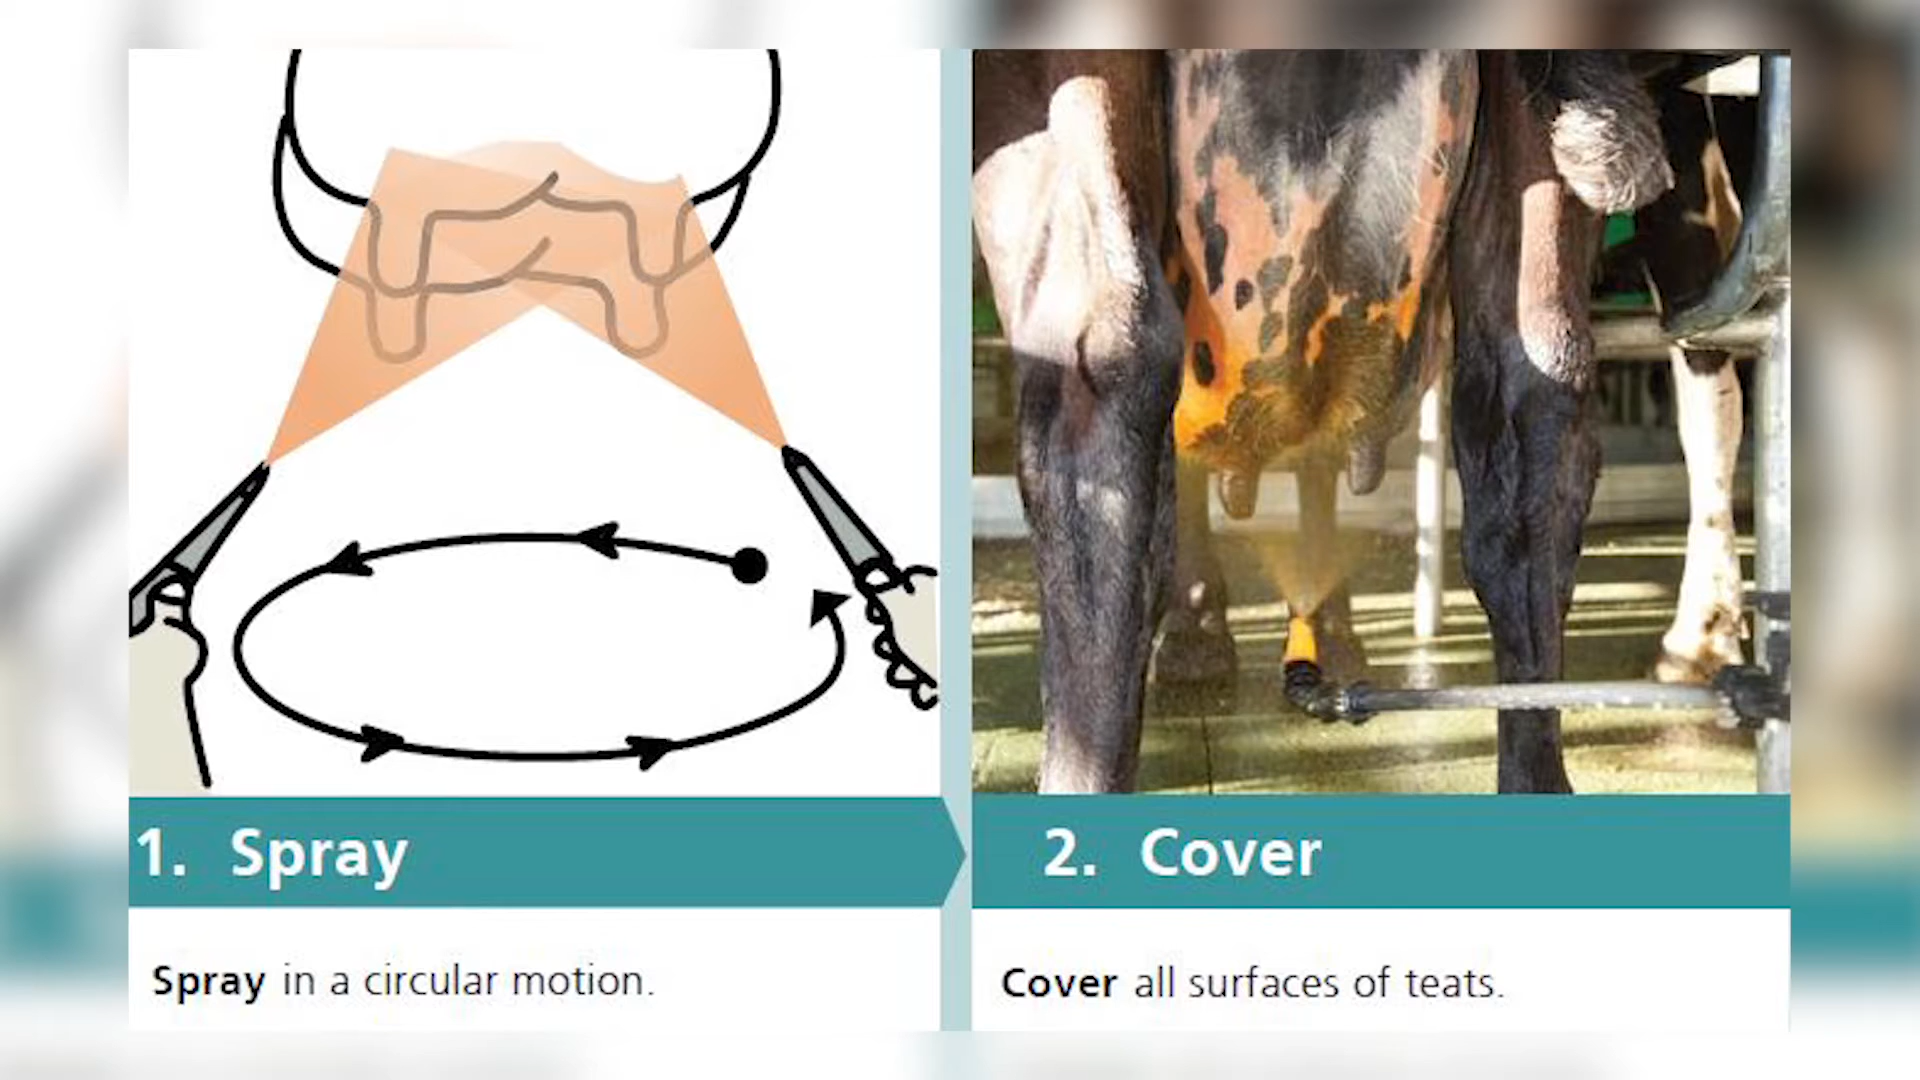 1. Spray
2. Cover
Spray in a circular motion.
Cover all surfaces of teats.